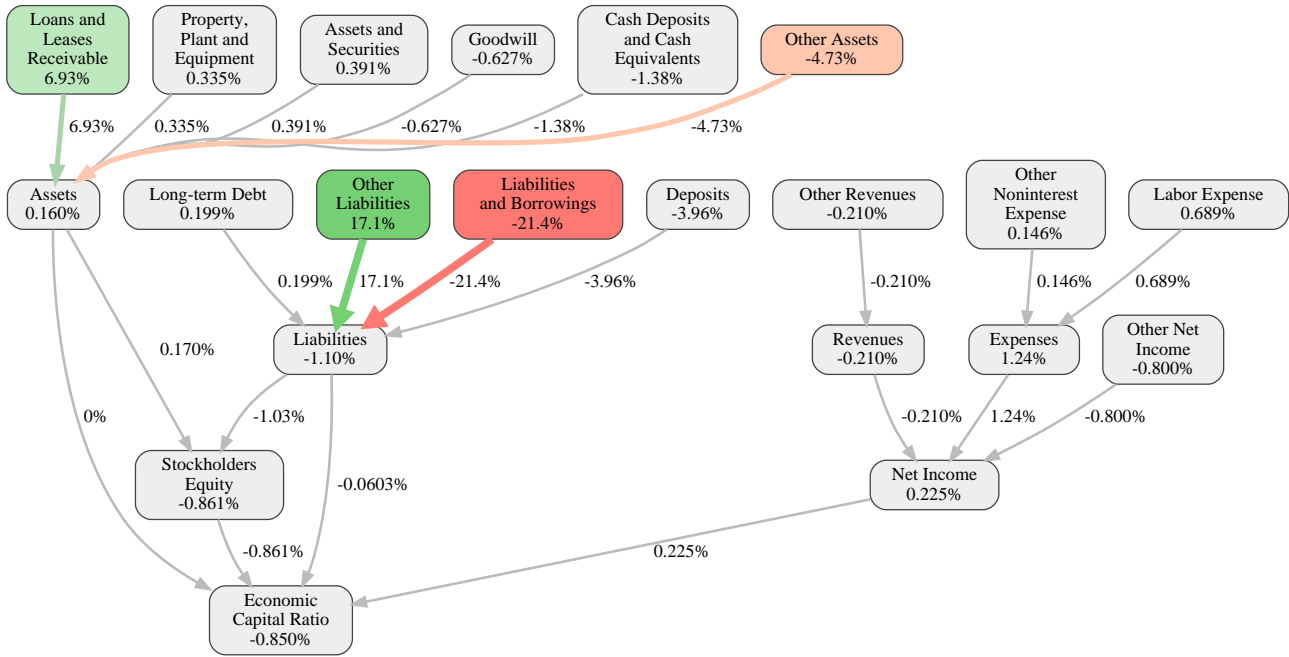 Loans and
Leases
Receivable
6.93%
Property,
Plant and
Equipment
0.335%
Assets and
Securities
0.391%
Goodwill
-0.627%
Cash Deposits
and Cash
Equivalents
-1.38%
Other Assets
-4.73%
6.93%
0.335%
0.391%
-0.627%
-1.38%
-4.73%
Assets
0.160%
Long-term Debt
0.199%
Other
Liabilities
17.1%
Liabilities
and Borrowings
-21.4%
Deposits
-3.96%
Other Revenues
-0.210%
Other
Noninterest
Expense
0.146%
Labor Expense
0.689%
0.199%
17.1%
-21.4%
-3.96%
-0.210%
0.146%
0.689%
Liabilities
-1.10%
Revenues
-0.210%
Expenses
1.24%
Other Net
Income
-0.800%
0.170%
0%
-1.03%
-0.210%
1.24%
-0.800%
Stockholders
Equity
-0.861%
-0.0603%
Net Income
0.225%
-0.861%
0.225%
Economic
Capital Ratio
-0.850%